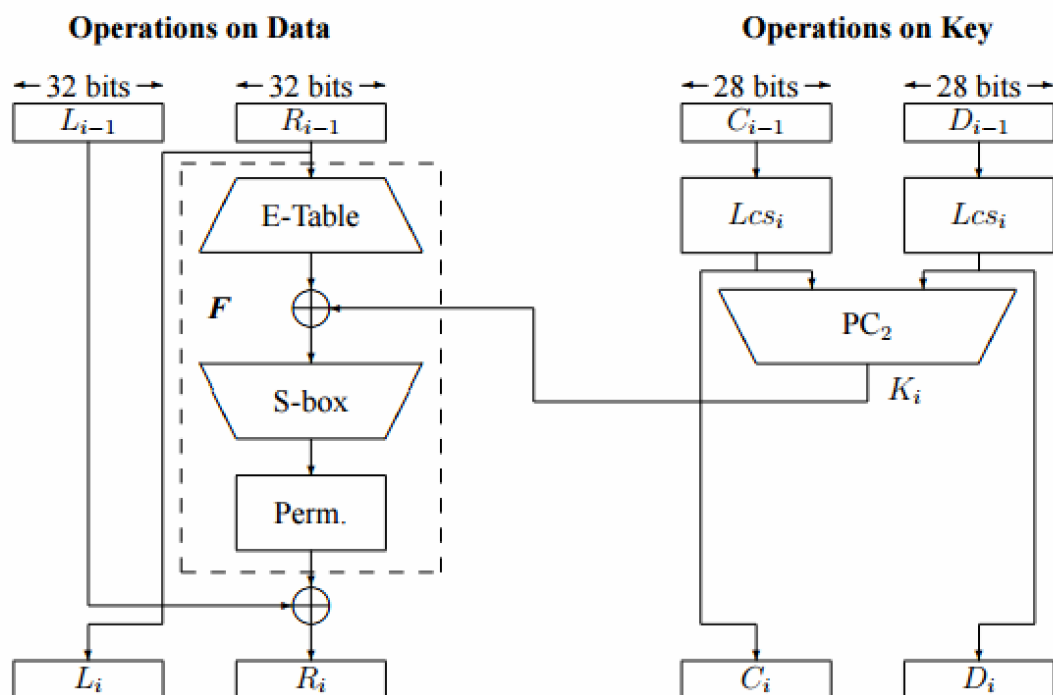 Operations on Data Operations on Key
32 bits 32 bits 28 bits 28 bits
L_{i-1} R_{i-1} C_{i-1} D_{i-1}
E-Table Lcs_i Lcs_i
F PC_2
S-box K_i
Perm.
L_i R_i C_i D_i